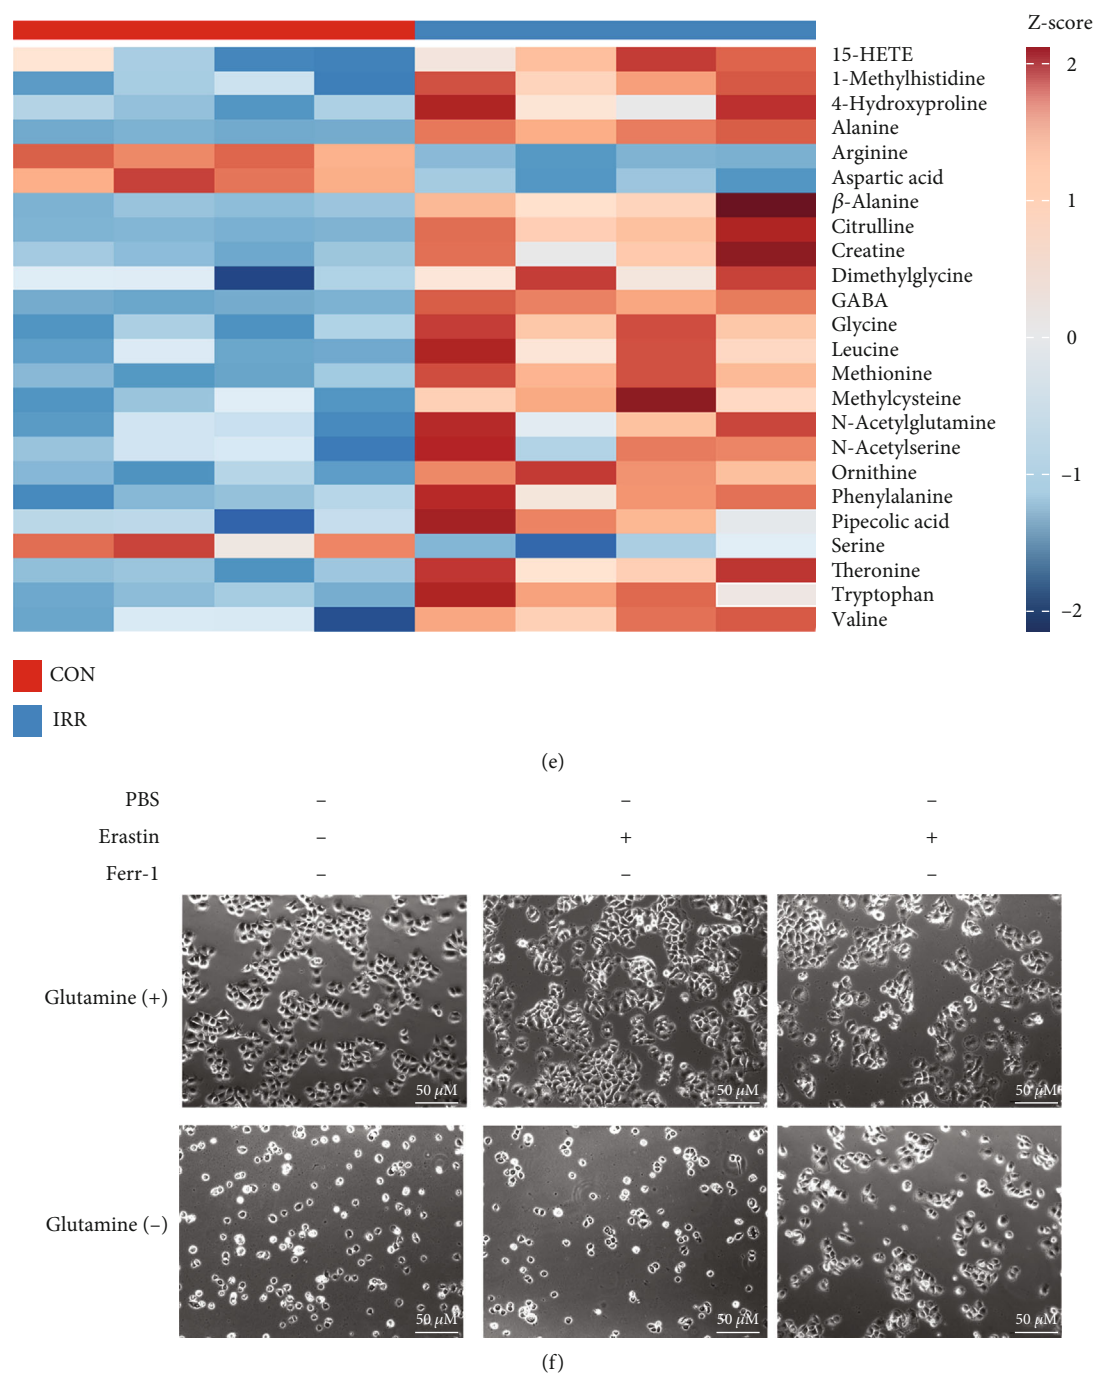 Z-score
15-HETE
1-Methylhistidine
4-Hydroxyproline
Alanine
Arginine
Aspartic acid
β-Alanine
Citrulline
Creatine
Dimethylglycine
GABA
Glycine
Leucine
Methionine
Methylcysteine
N-Acetylglutamine
N-Acetylserine
Ornithine
Phenylalanine
Pipecolic acid
Serine
Theronine
Tryptophan
Valine
2
1
0
–1
–2
CON
IRR
(e)
PBS – – –
Erastin – + +
Ferr-1 – – –
Glutamine (+)
50 μM 50 μM 50 μM
Glutamine (–)
50 μM 50 μM 50 μM
(f)